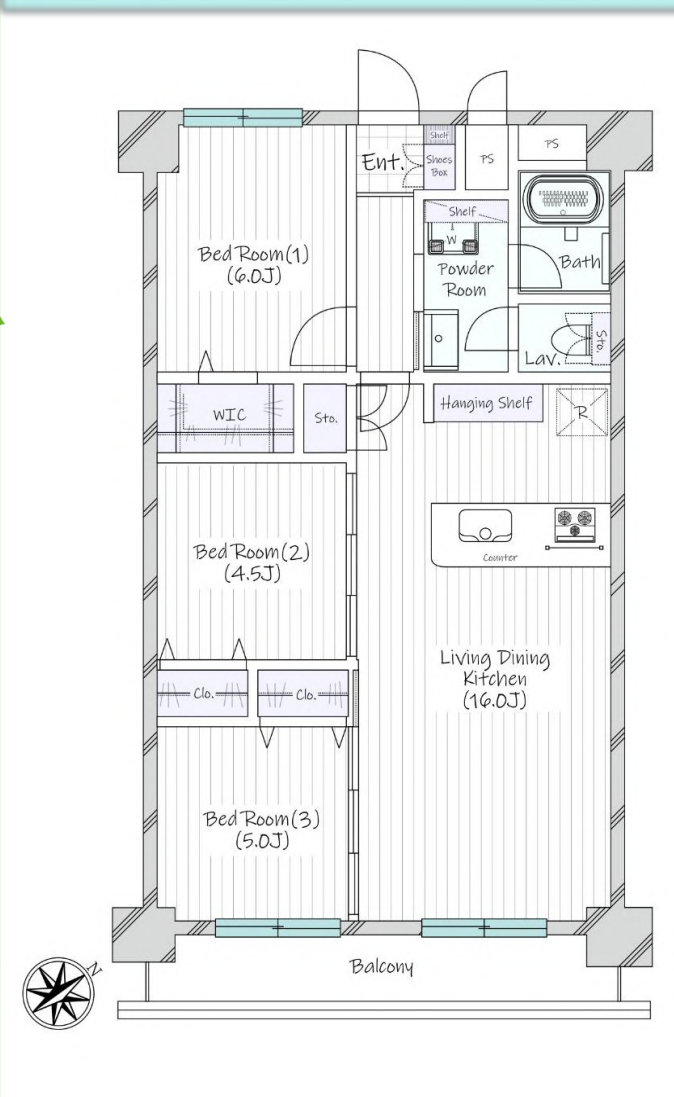 Ent.
Shelf
Shoes
Box
PS
PS
Shelf
W
Powder
Room
Bath
Bed Room(1)
(6.0J)
Lav.
Sto.
WIC
Sto.
Hanging Shelf
R
Bed Room(2)
(4.5J)
Counter
Living Dining
Kitchen
(16.0J)
Clo.
Clo.
Bed Room(3)
(5.0J)
Balcony
N